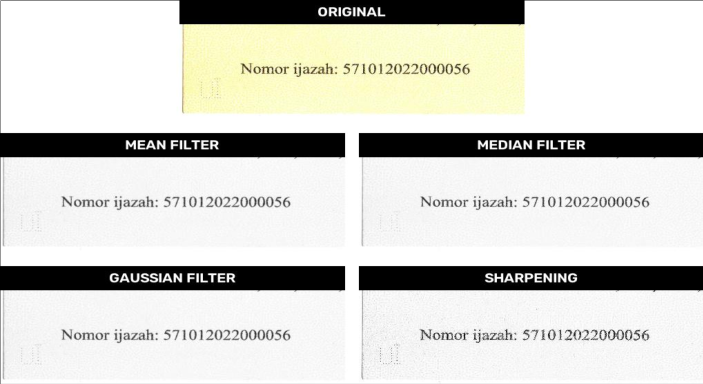 ORIGINAL
Nomor ijazah: 571012022000056
MEAN FILTER
MEDIAN FILTER
Nomor ijazah: 571012022000056
Nomor ijazah: 571012022000056
GAUSSIAN FILTER
SHARPENING
Nomor ijazah: 571012022000056
Nomor ijazah: 571012022000056